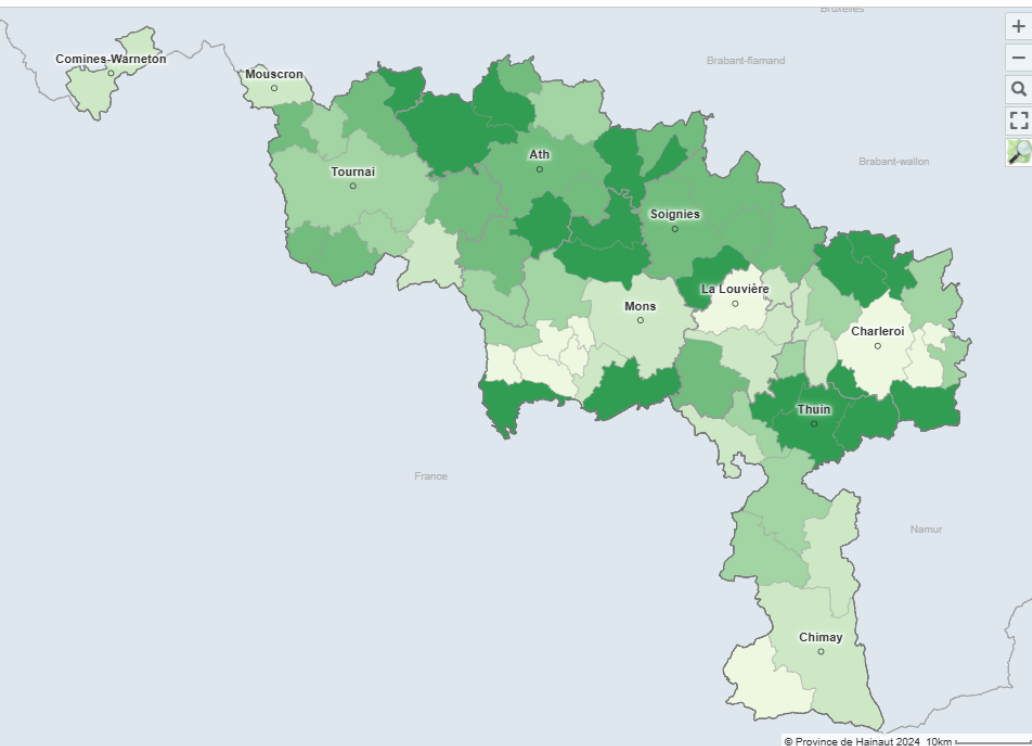 Bruxelles
Comines-Warneton
Brabant-flamand
Mouscron
Ath
Brabant-wallon
Tournai
Soignies
La Louvière
Mons
Charleroi
Thuin
France
Namur
Chimay
© Province de Hainaut 2024 10km